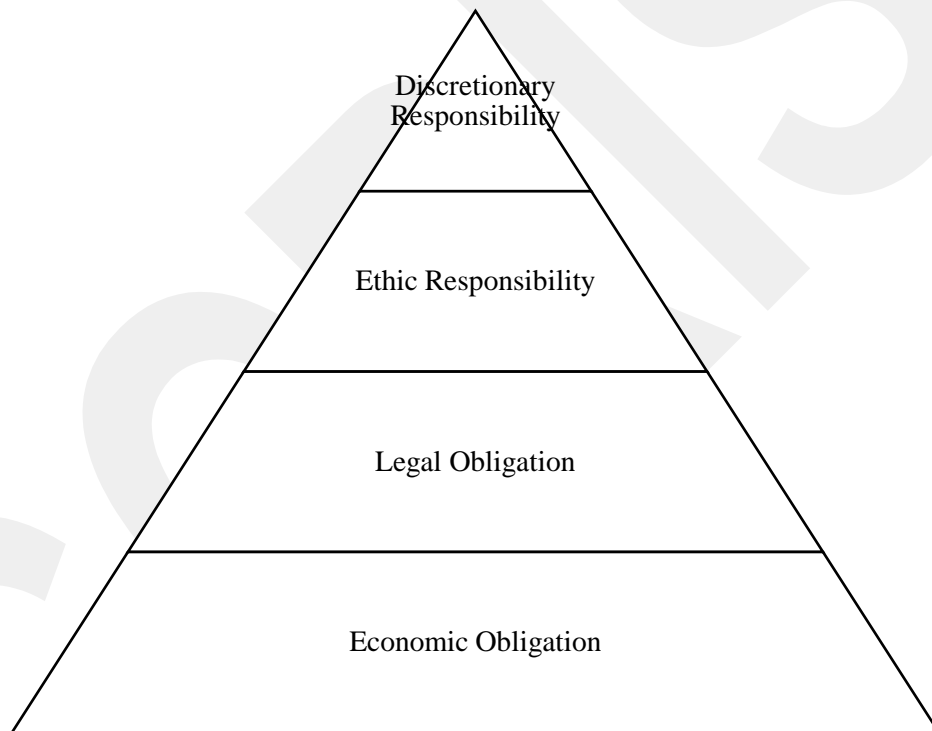 Discretionary
Responsibility
Ethic Responsibility
Legal Obligation
Economic Obligation